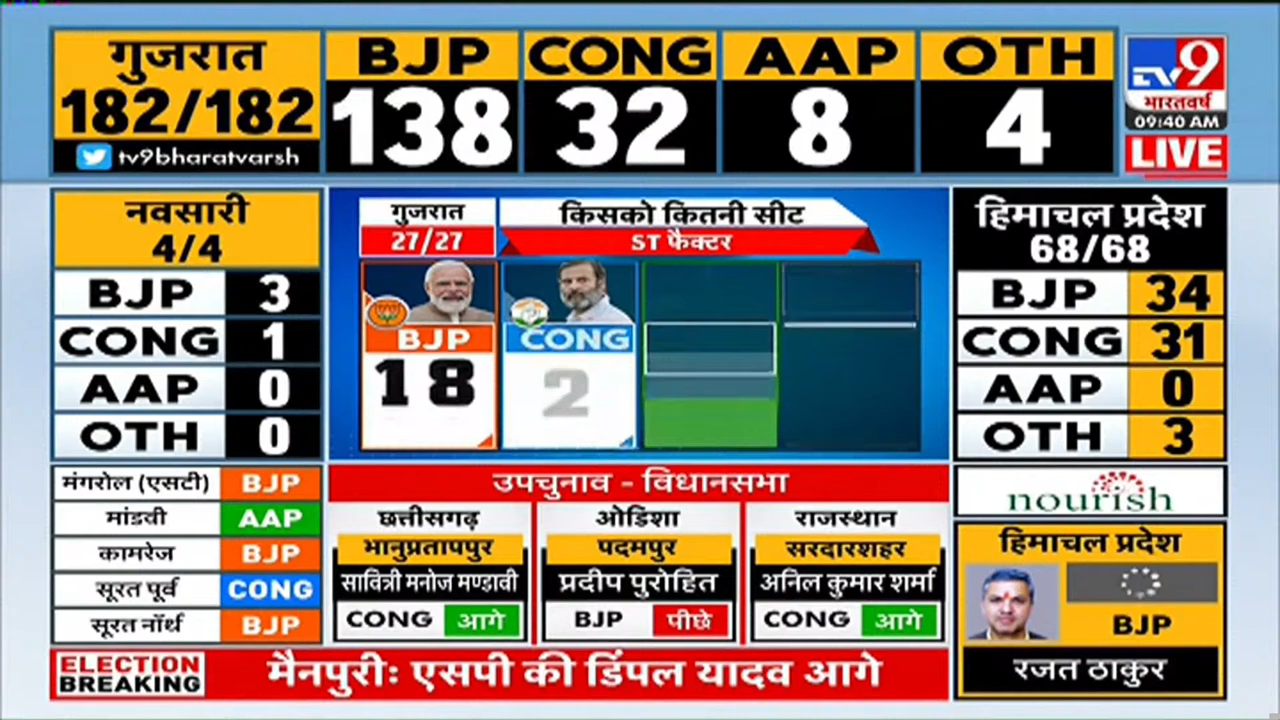 गुजरात
182/182
tv9bharatvarsh
BJP 138
CONG 32
AAP 8
OTH 4
TV9
भारतवर्ष
09:40 AM
LIVE
नवसारी
4/4
BJP 3
CONG 1
AAP 0
OTH 0
गुजरात
27/27
किसको कितनी सीट
ST फैक्टर
BJP
18
CONG
2
हिमाचल प्रदेश
68/68
BJP 34
CONG 31
AAP 0
OTH 3
मंगरोल (एसटी) BJP
मांडवी AAP
कामरेज BJP
सूरत पूर्व CONG
सूरत नॉर्थ BJP
उपचुनाव - विधानसभा
छत्तीसगढ़
भानुप्रतापपुर
सावित्री मनोज मण्डावी
CONG आगे
ओडिशा
पदमपुर
प्रदीप पुरोहित
BJP पीछे
राजस्थान
सरदारशहर
अनिल कुमार शर्मा
CONG आगे
nourish
हिमाचल प्रदेश
BJP
रजत ठाकुर
ELECTION
BREAKING
मैनपुरीः एसपी की डिंपल यादव आगे